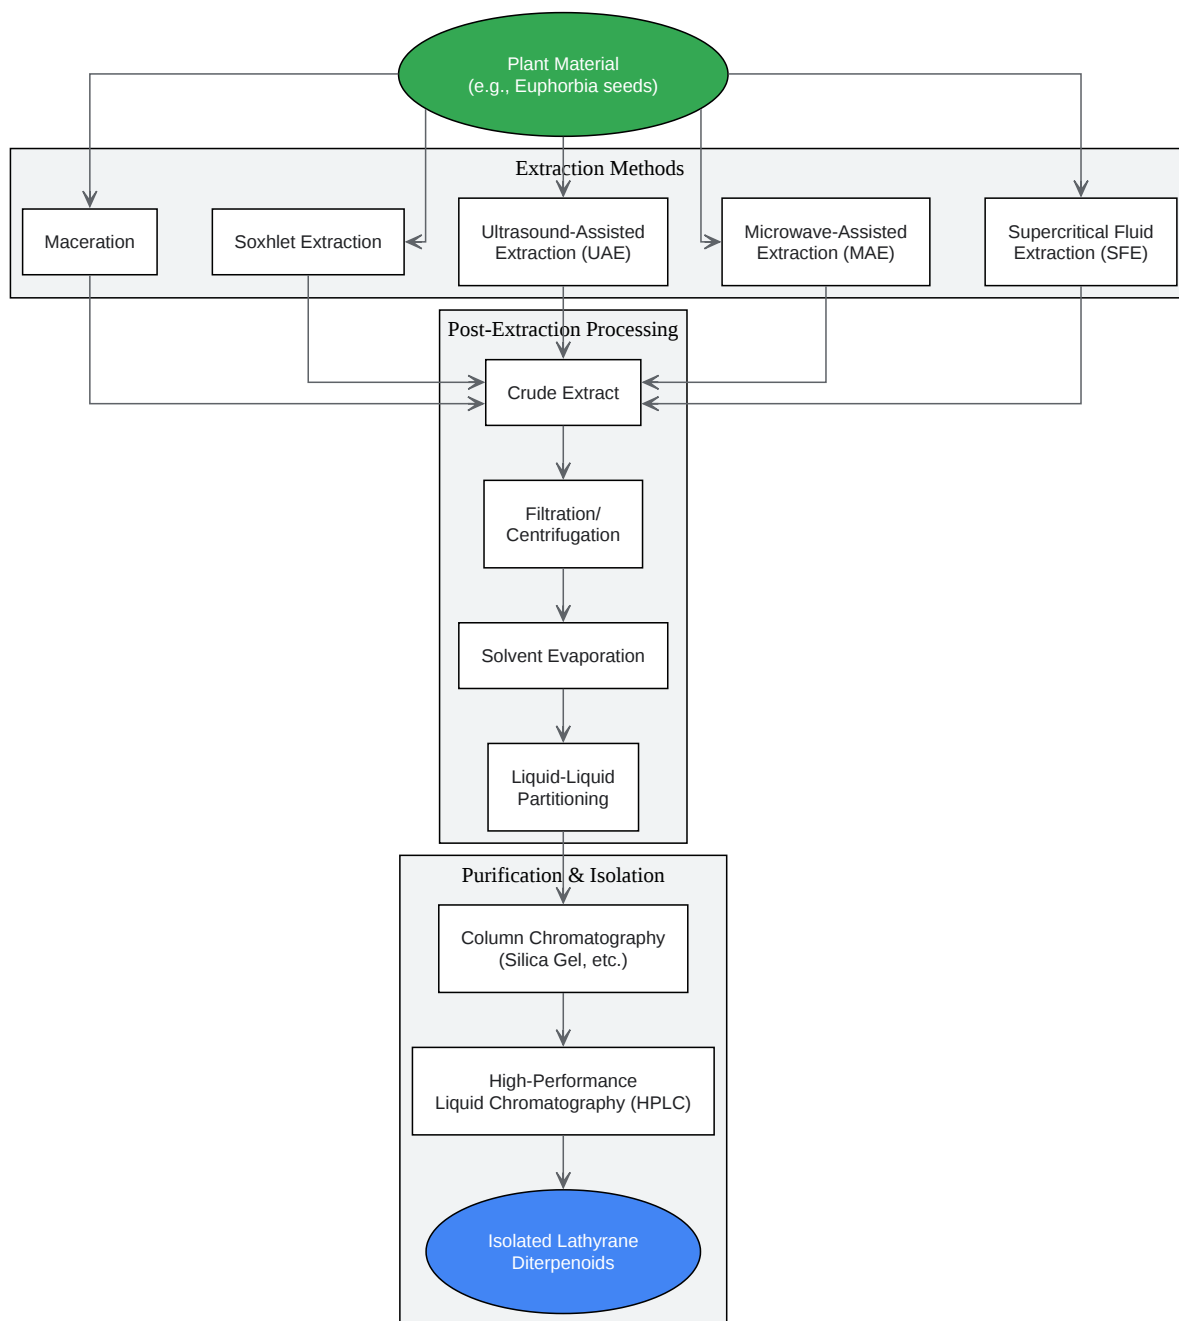 Plant Material
(e.g., Euphorbia seeds)
Extraction Methods
Maceration
Soxhlet Extraction
Ultrasound-Assisted
Extraction (UAE)
Microwave-Assisted
Extraction (MAE)
Supercritical Fluid
Extraction (SFE)
Post-Extraction Processing
Crude Extract
Filtration/
Centrifugation
Solvent Evaporation
Liquid-Liquid
Partitioning
Purification & Isolation
Column Chromatography
(Silica Gel, etc.)
High-Performance
Liquid Chromatography (HPLC)
Isolated Lathyrane
Diterpenoids